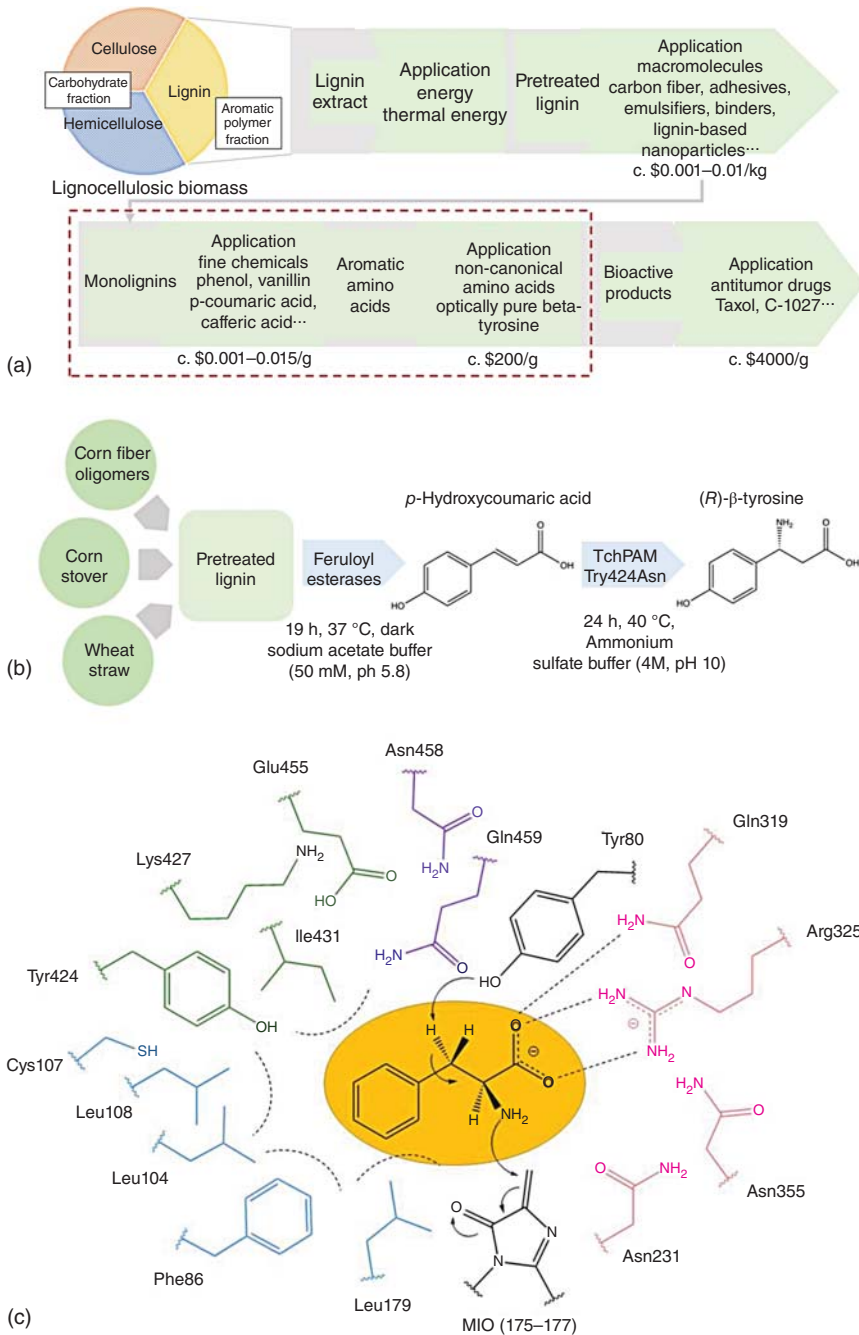 Cellulose
Carbohydrate
fraction
Lignin
Hemicellulose
Aromatic
polymer
fraction
Lignocellulosic biomass
Lignin
extract
Application
energy
thermal energy
Pretreated
lignin
Application
macromolecules
carbon fiber, adhesives,
emulsifiers, binders,
lignin-based
nanoparticles···
c. $0.001–0.01/kg
Monolignins
Application
fine chemicals
phenol, vanillin
p-coumaric acid,
cafferic acid···
Aromatic
amino
acids
Application
non-canonical
amino acids
optically pure beta-
tyrosine
Bioactive
products
Application
antitumor drugs
Taxol, C-1027···
c. $0.001–0.015/g
c. $200/g
c. $4000/g
(a)
Corn fiber
oligomers
Corn
stover
Wheat
straw
Pretreated
lignin
Feruloyl
esterases
19 h, 37 °C, dark
sodium acetate buffer
(50 mM, ph 5.8)
p-Hydroxycoumaric acid
O
OH
HO
TchPAM
Try424Asn
24 h, 40 °C,
Ammonium
sulfate buffer (4M, pH 10)
(R)-β-tyrosine
NH2
O
OH
HO
(b)
Asn458
O
H2N
Glu455
O
HO
Gln459
H2N
O
Tyr80
HO
Gln319
H2N
O
Lys427
NH2
Arg325
H2N
N
⊖
NH2
Ile431
Tyr424
OH
Cys107
SH
Leu108
Leu104
H
H
O
⊖
O
H
NH2
H2N
O
Asn355
O
NH2
Asn231
Phe86
Leu179
O
N
N
MIO (175–177)
(c)